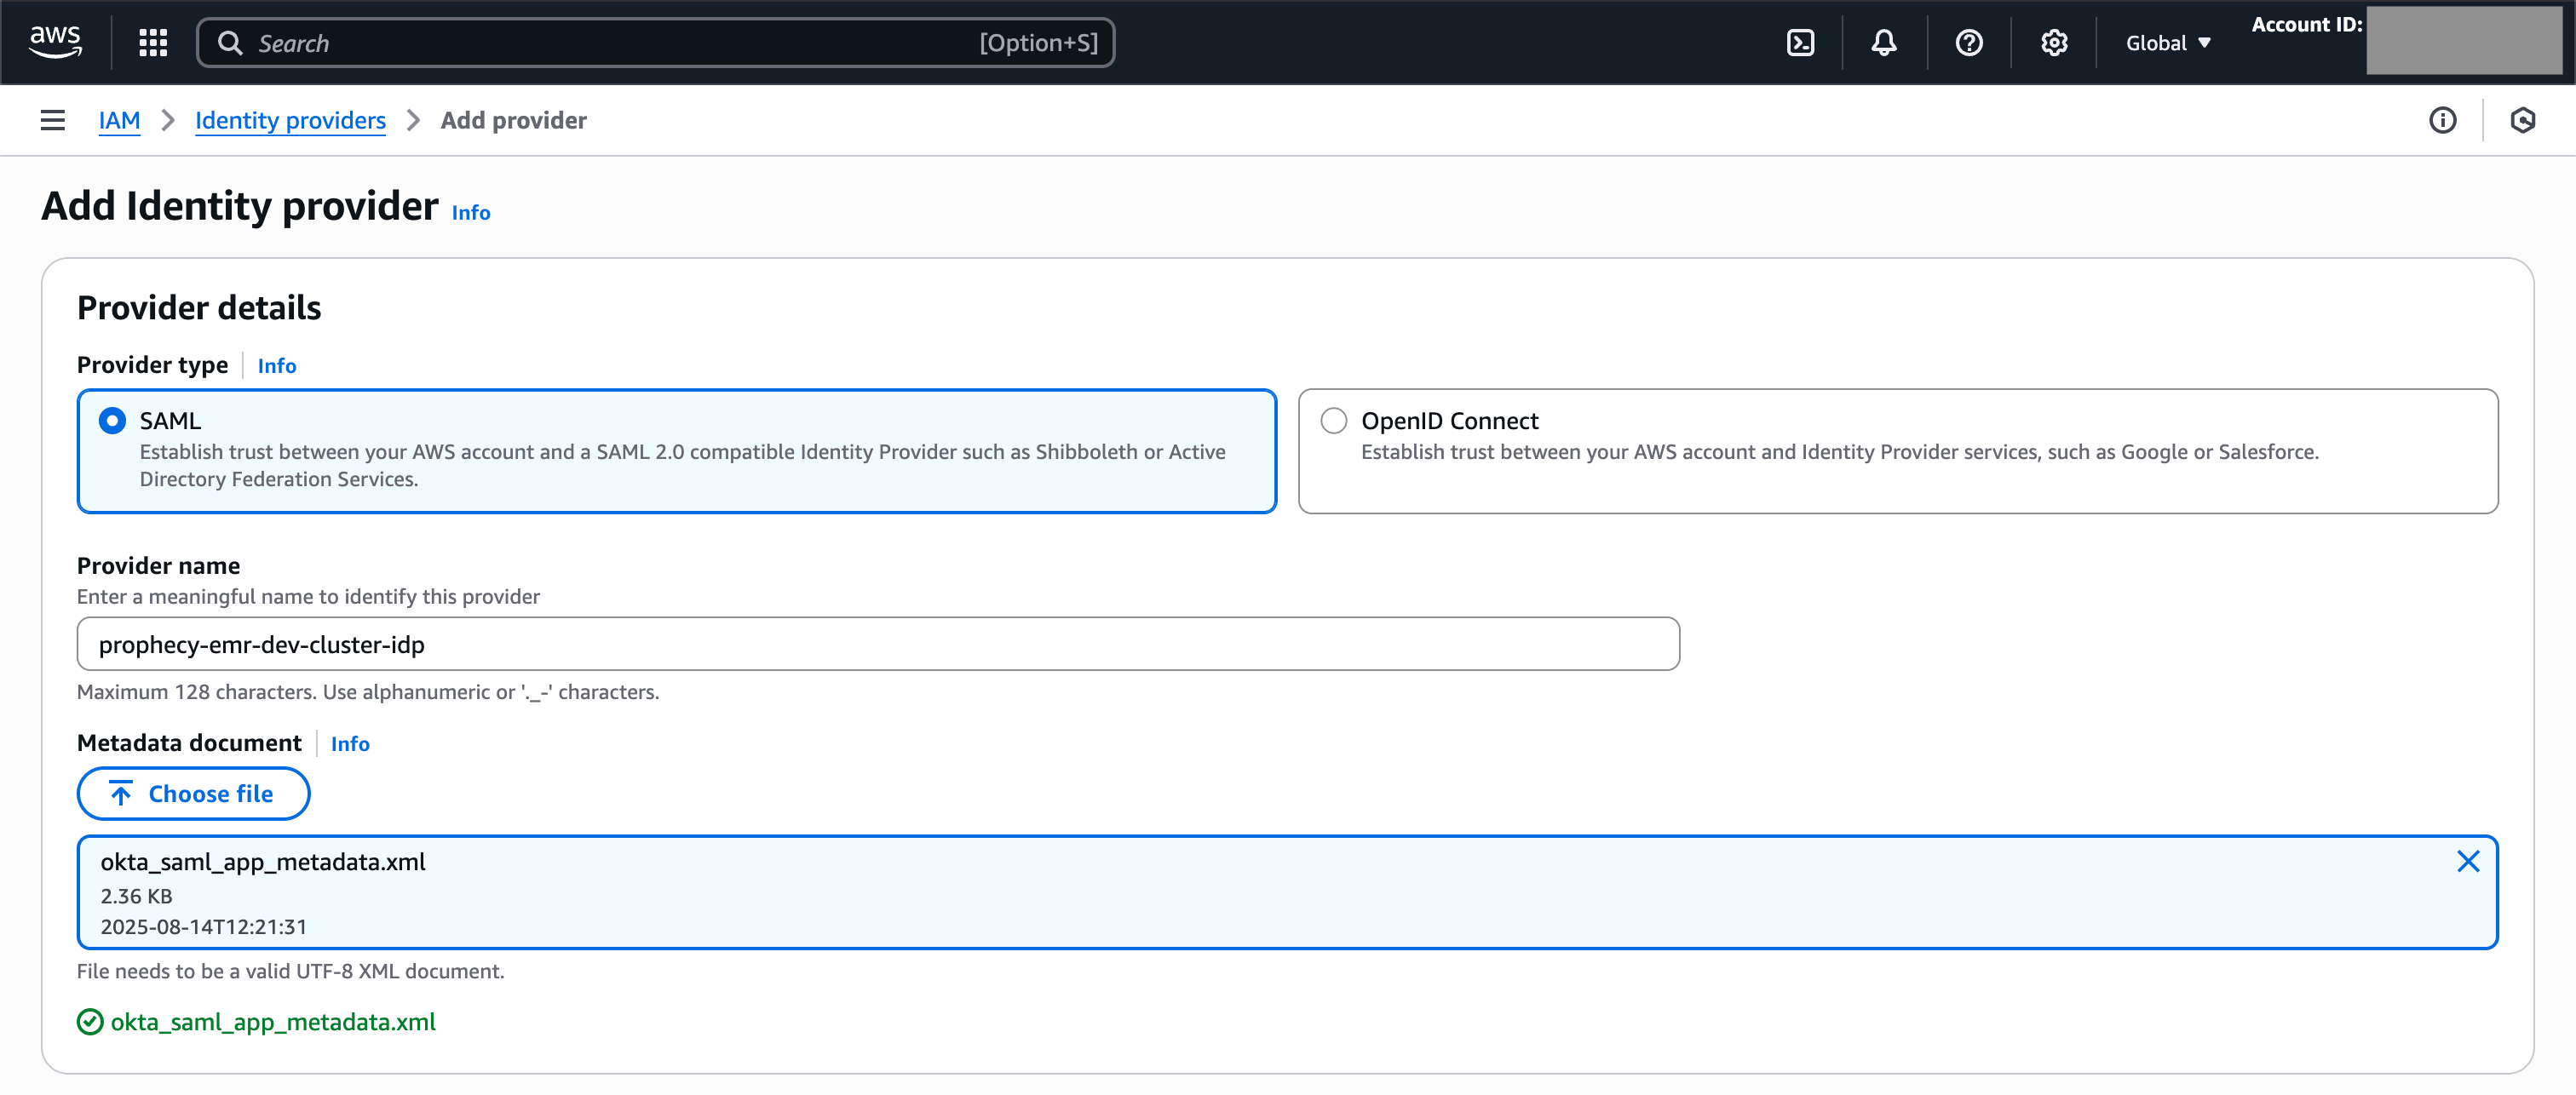 aws
Search [Option+S]
Global ▼
Account ID:
IAM > Identity providers > Add provider
Add Identity provider Info
Provider details
Provider type Info
SAML
Establish trust between your AWS account and a SAML 2.0 compatible Identity Provider such as Shibboleth or Active
Directory Federation Services.
OpenID Connect
Establish trust between your AWS account and Identity Provider services, such as Google or Salesforce.
Provider name
Enter a meaningful name to identify this provider
prophecy-emr-dev-cluster-idp
Maximum 128 characters. Use alphanumeric or '._-' characters.
Metadata document Info
Choose file
okta_saml_app_metadata.xml
2.36 KB
2025-08-14T12:21:31
File needs to be a valid UTF-8 XML document.
okta_saml_app_metadata.xml